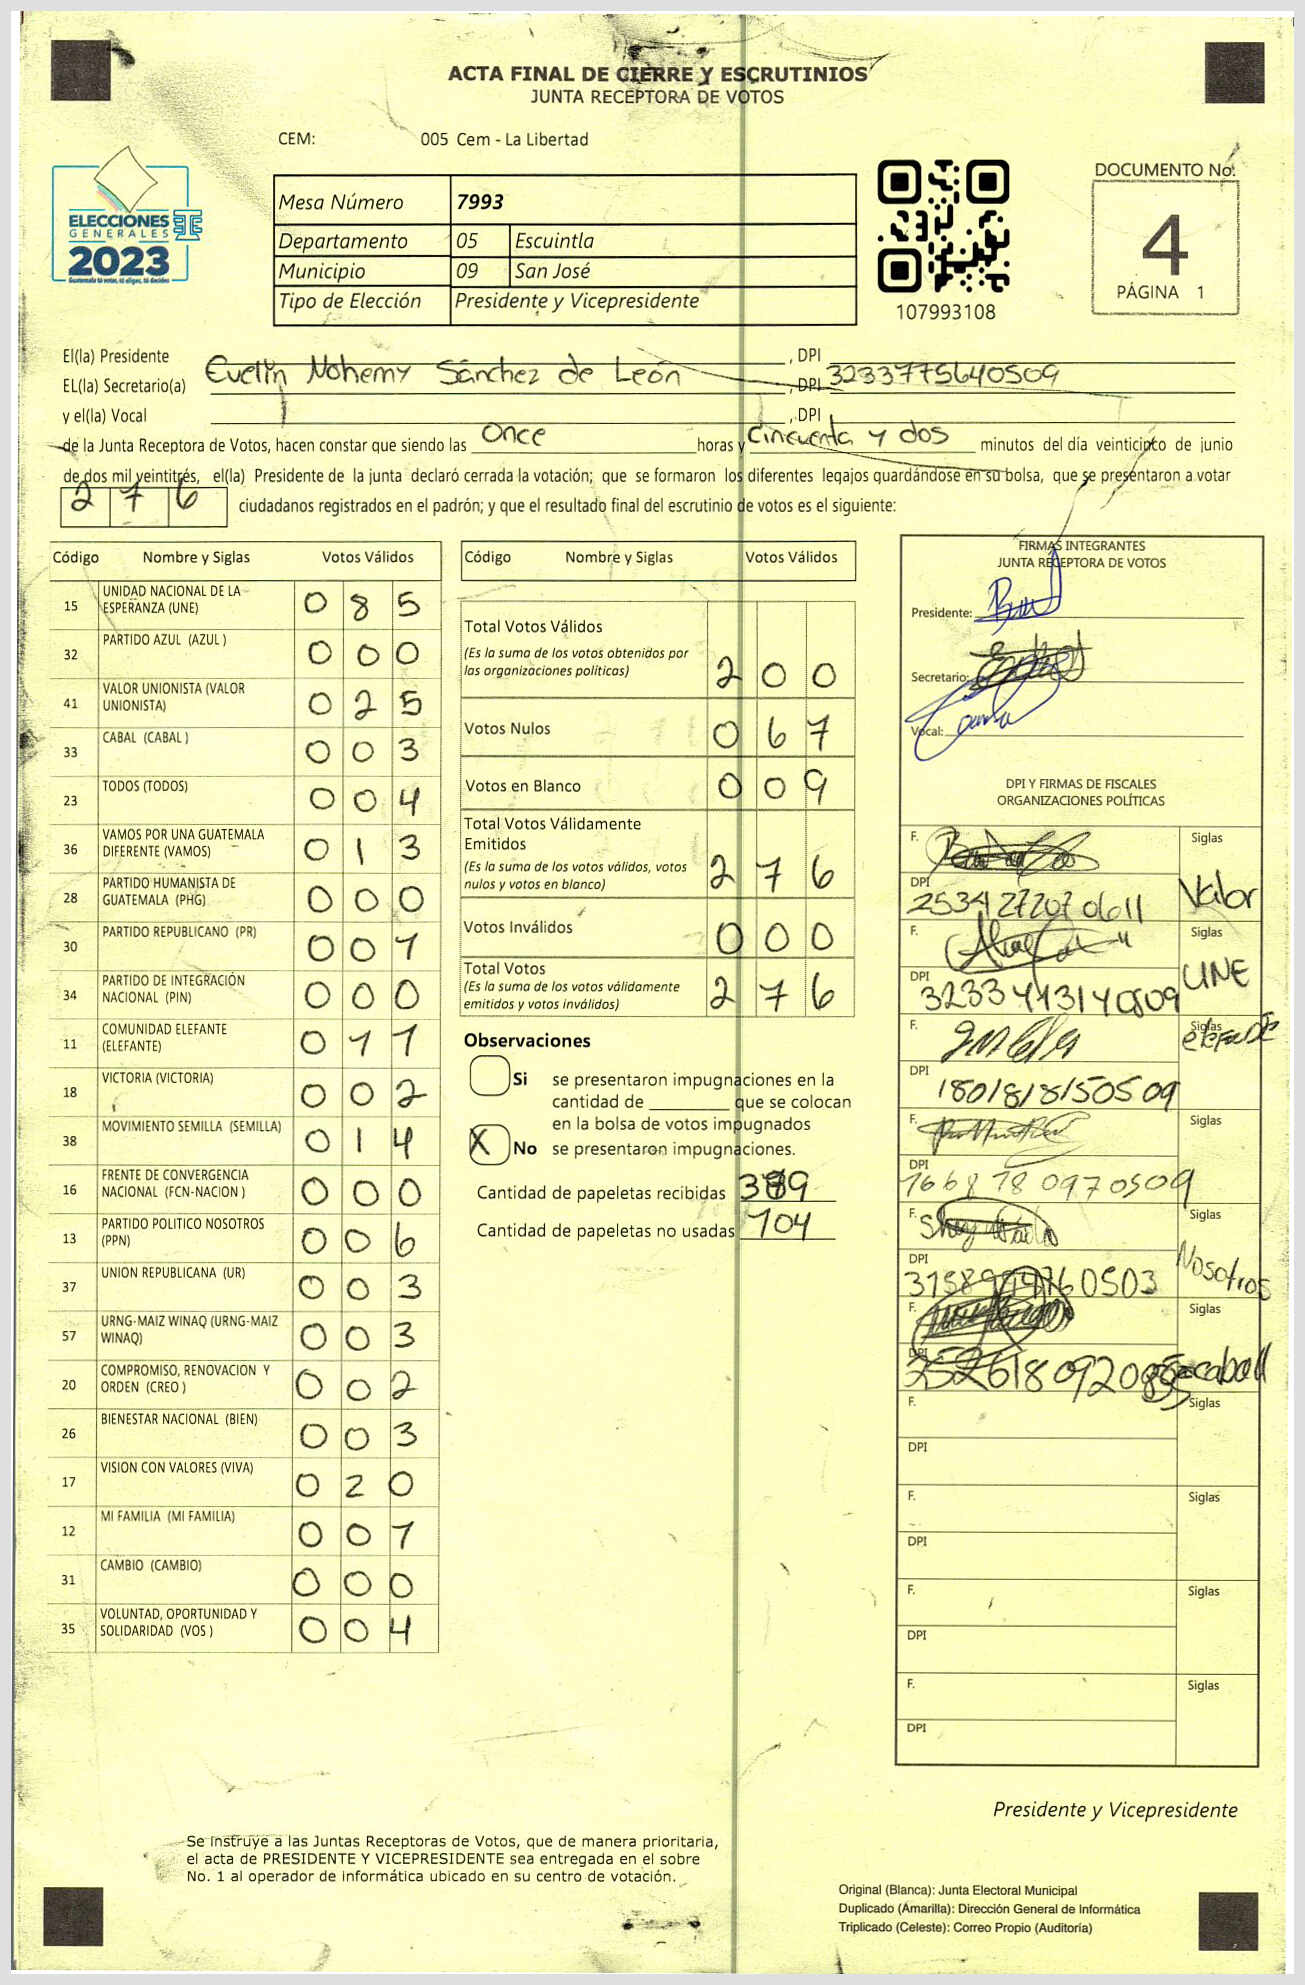 ACTA FINAL DE CIERRE Y ESCRUTINIOS
JUNTA RECEPTORA DE VOTOS
CEM: 005 Cem - La Libertad
ELECCIONES
GENERALES
2023
Guatemala tú votas, tú eliges, tú decides
Mesa Número 7993
Departamento 05 Escuintla
Municipio 09 San José
Tipo de Elección Presidente y Vicepresidente
107993108
DOCUMENTO No.
4
PÁGINA 1
El(la) Presidente , DPI
EL(la) Secretario(a) Evelin Nohemy Sánchez de León , DPI 3233775640509
y el(la) Vocal , DPI
de la Junta Receptora de Votos, hacen constar que siendo las Once horas y cincuenta y dos minutos del día veinticinco de junio
de dos mil veintitrés, el(la) Presidente de la junta declaró cerrada la votación; que se formaron los diferentes legajos guardándose en su bolsa, que se presentaron a votar
2 7 6 ciudadanos registrados en el padrón; y que el resultado final del escrutinio de votos es el siguiente:
Código Nombre y Siglas Votos Válidos
15 UNIDAD NACIONAL DE LA ESPERANZA (UNE) 0 8 5
32 PARTIDO AZUL (AZUL ) 0 0 0
41 VALOR UNIONISTA (VALOR UNIONISTA) 0 2 5
33 CABAL (CABAL ) 0 0 3
23 TODOS (TODOS) 0 0 4
36 VAMOS POR UNA GUATEMALA DIFERENTE (VAMOS) 0 1 3
28 PARTIDO HUMANISTA DE GUATEMALA (PHG) 0 0 0
30 PARTIDO REPUBLICANO (PR) 0 0 1
34 PARTIDO DE INTEGRACIÓN NACIONAL (PIN) 0 0 0
11 COMUNIDAD ELEFANTE (ELEFANTE) 0 1 1
18 VICTORIA (VICTORIA) 0 0 2
38 MOVIMIENTO SEMILLA (SEMILLA) 0 1 4
16 FRENTE DE CONVERGENCIA NACIONAL (FCN-NACION ) 0 0 0
13 PARTIDO POLITICO NOSOTROS (PPN) 0 0 6
37 UNION REPUBLICANA (UR) 0 0 3
57 URNG-MAIZ WINAQ (URNG-MAIZ WINAQ) 0 0 3
20 COMPROMISO, RENOVACION Y ORDEN (CREO ) 0 0 2
26 BIENESTAR NACIONAL (BIEN) 0 0 3
17 VISION CON VALORES (VIVA) 0 2 0
12 MI FAMILIA (MI FAMILIA) 0 0 1
31 CAMBIO (CAMBIO) 0 0 0
35 VOLUNTAD, OPORTUNIDAD Y SOLIDARIDAD (VOS ) 0 0 4
Código Nombre y Siglas Votos Válidos
Total Votos Válidos
(Es la suma de los votos obtenidos por
las organizaciones políticas) 2 0 0
Votos Nulos 0 6 7
Votos en Blanco 0 0 9
Total Votos Válidamente
Emitidos
(Es la suma de los votos válidos, votos
nulos y votos en blanco) 2 7 6
Votos Inválidos 0 0 0
Total Votos
(Es la suma de los votos válidamente
emitidos y votos inválidos) 2 7 6
Observaciones
Si se presentaron impugnaciones en la
cantidad de ________ que se colocan
en la bolsa de votos impugnados
X No se presentaron impugnaciones.
Cantidad de papeletas recibidas
Cantidad de papeletas no usadas 104
FIRMAS INTEGRANTES
JUNTA RECEPTORA DE VOTOS
Presidente:
Secretario:
Vocal:
DPI Y FIRMAS DE FISCALES
ORGANIZACIONES POLÍTICAS
F. Siglas
DPI 2534272070611 Valor
F. Siglas
DPI UNE
F. Siglas
DPI 1801818150509
F. Siglas
DPI 1668180970509
F. Siglas
DPI Nosotros
F. Siglas
DPI
F. Siglas
DPI
F. Siglas
DPI
F. Siglas
DPI
F. Siglas
DPI
Presidente y Vicepresidente
Se instruye a las Juntas Receptoras de Votos, que de manera prioritaria,
el acta de PRESIDENTE Y VICEPRESIDENTE sea entregada en el sobre
No. 1 al operador de informática ubicado en su centro de votación.
Original (Blanca): Junta Electoral Municipal
Duplicado (Amarilla): Dirección General de Informática
Triplicado (Celeste): Correo Propio (Auditoría)